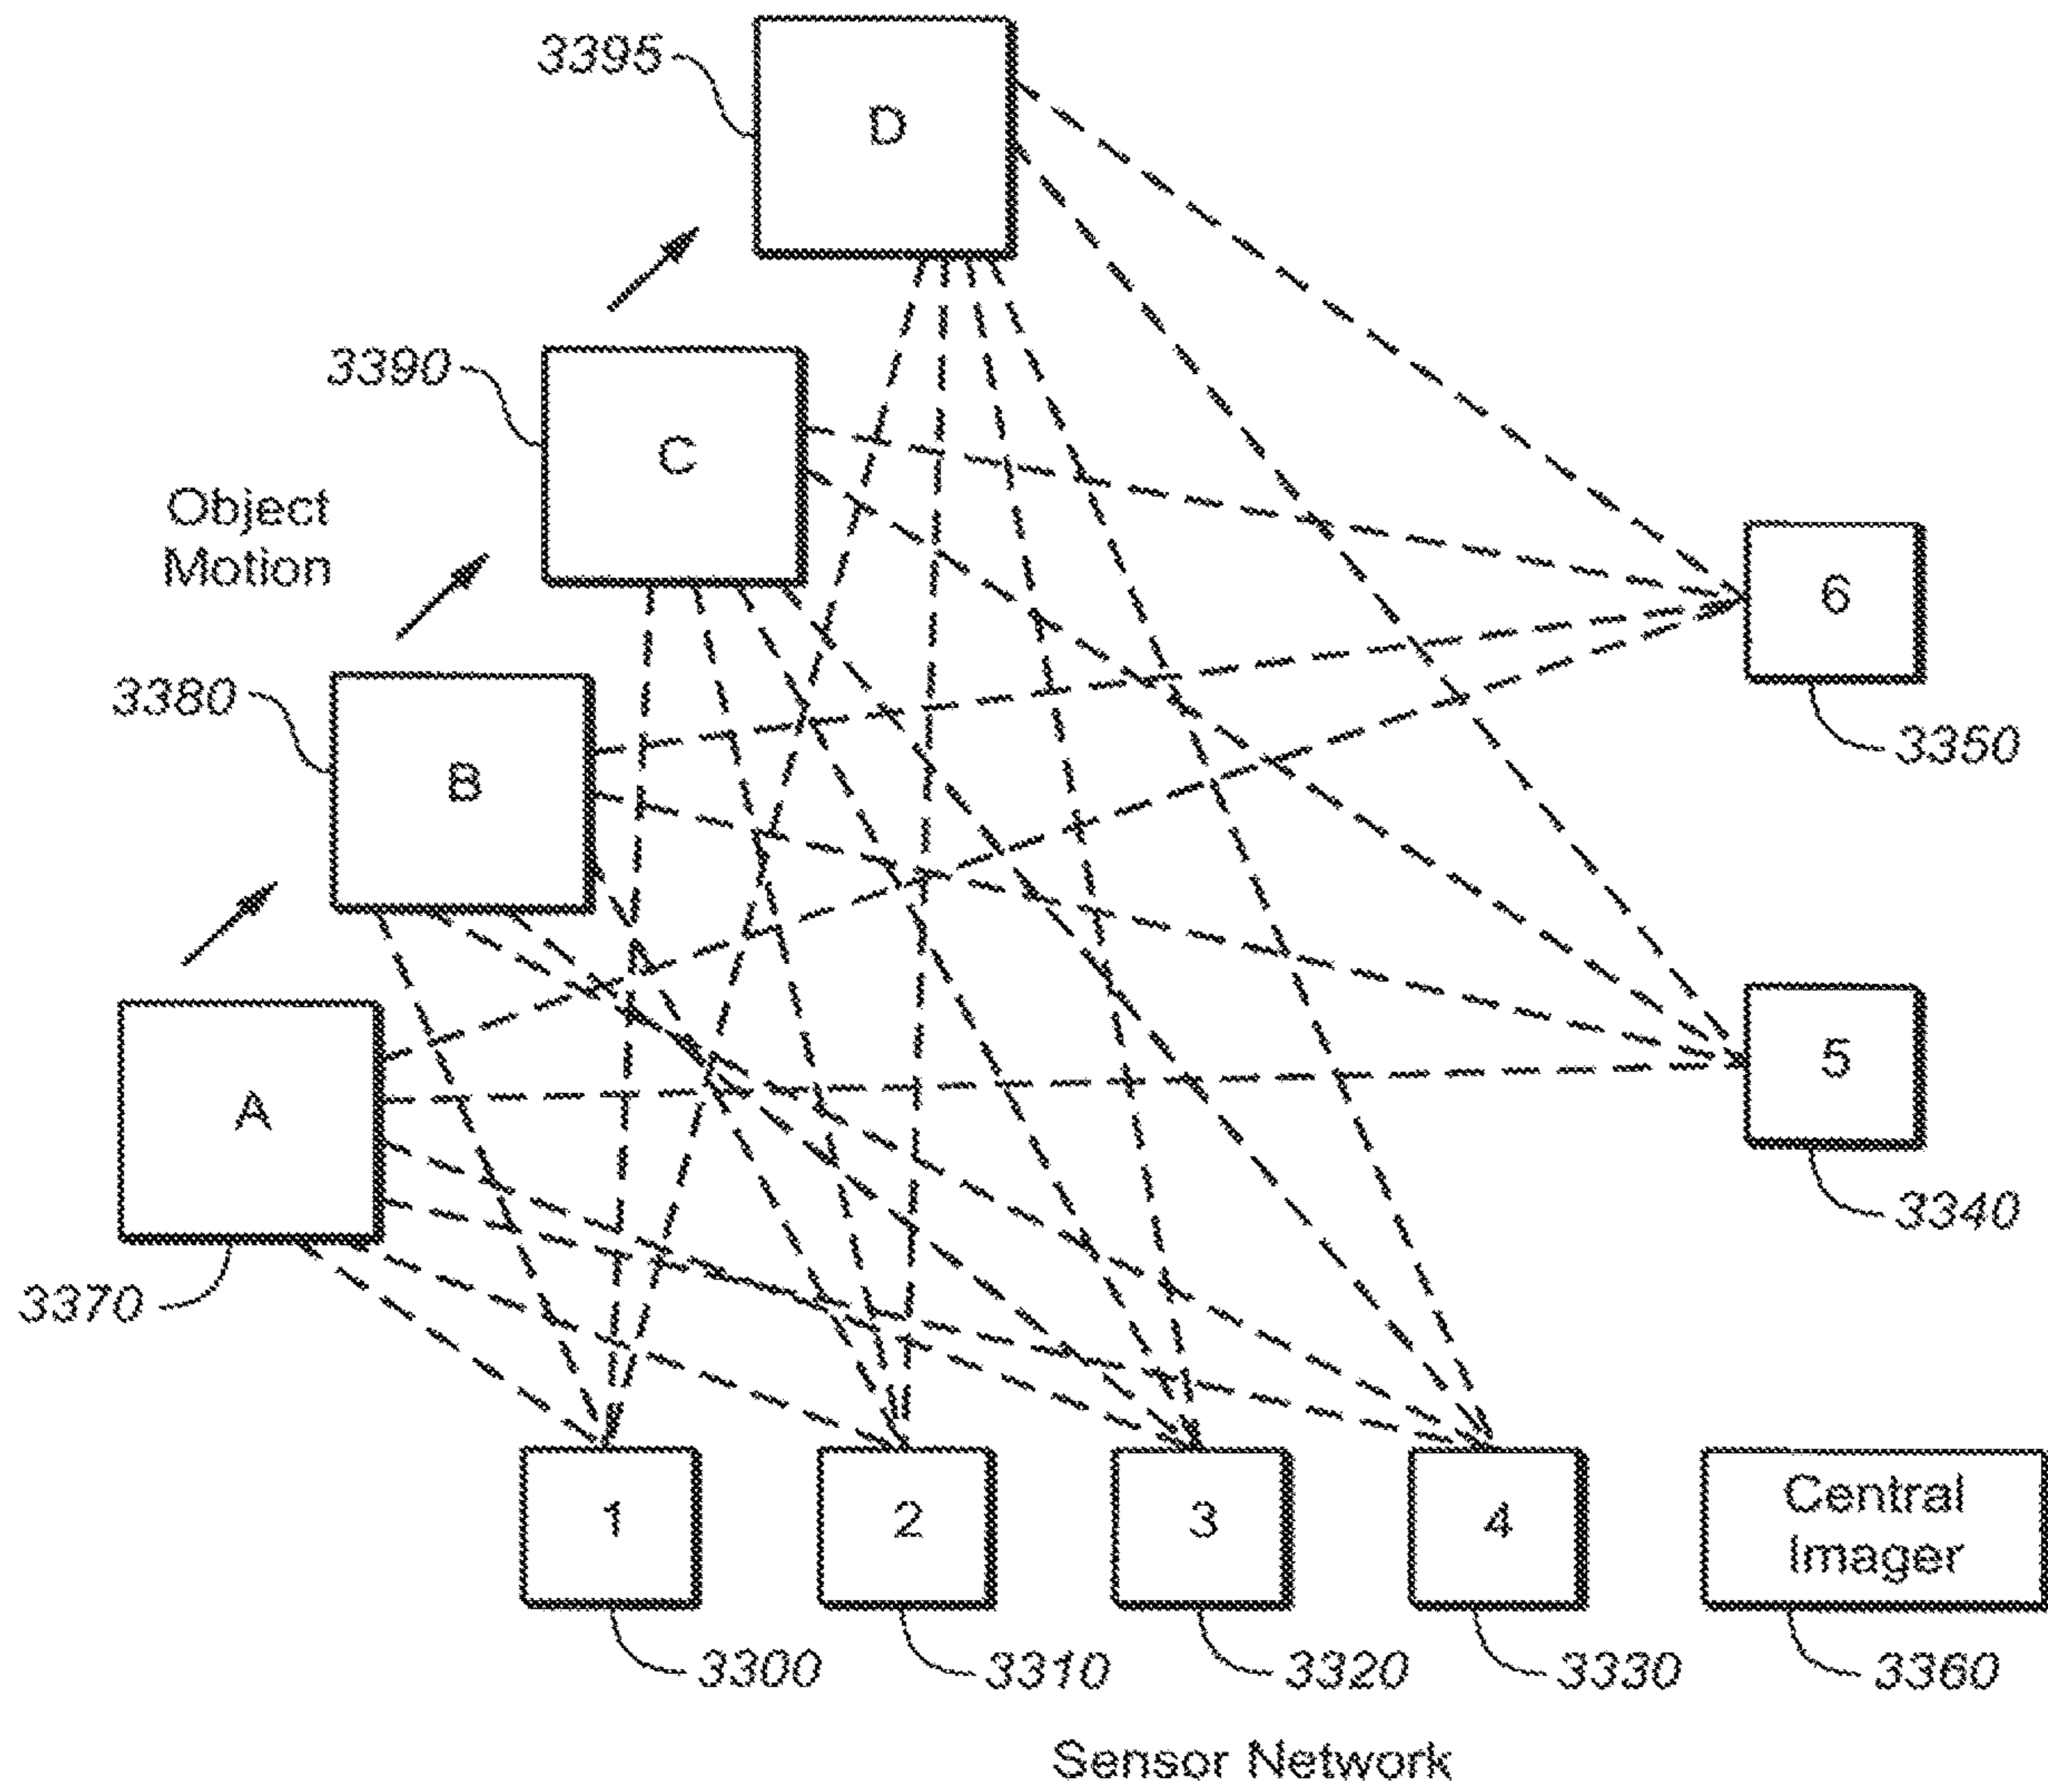 3395
D
3390
C
Object
Motion
3380
B
6
3350
A
5
3340
3370
1
2
3
4
Central
Imager
3300
3310
3320
3330
3360
Sensor Network